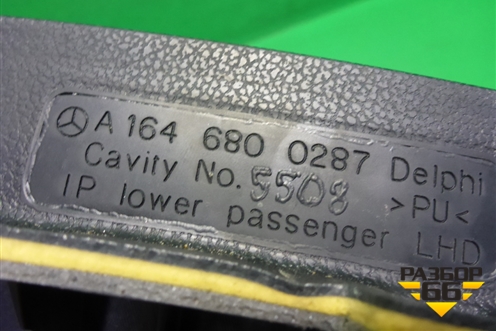 A 164 680 0287 Delphi
Cavity No. 5508 >PU<
IP lower passenger LHD
РАЗБОР
66